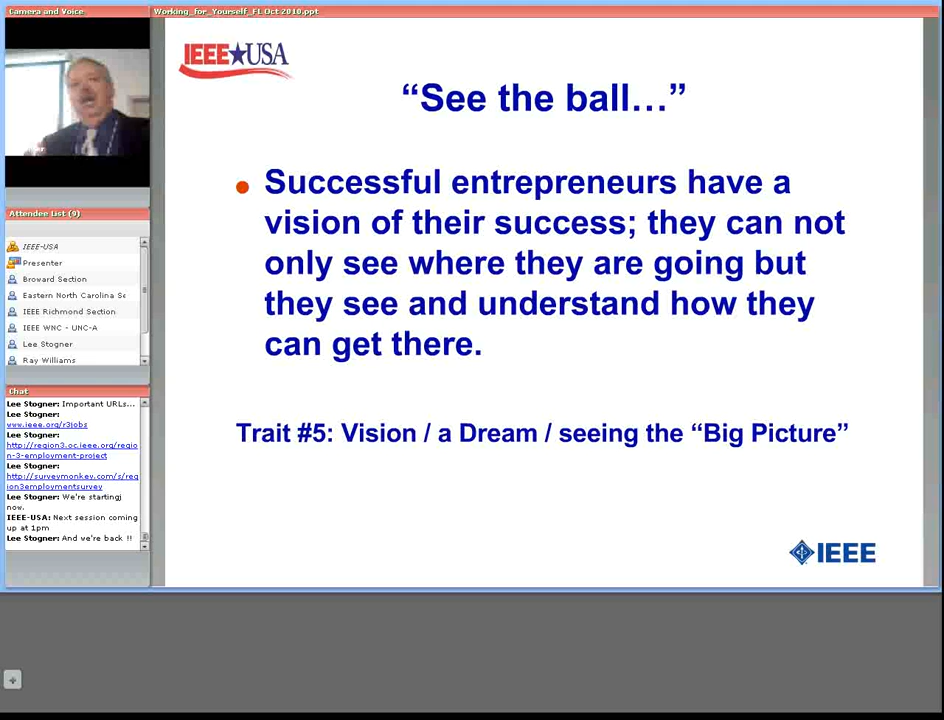 Camera and Voice
Working_for_Yourself_FL Oct 2010.ppt
IEEE USA
“See the ball…”
Successful entrepreneurs have a
vision of their success; they can not
only see where they are going but
they see and understand how they
can get there.
Trait #5: Vision / a Dream / seeing the “Big Picture”
IEEE
Attendee List (9)
IEEE-USA
Presenter
Broward Section
Eastern North Carolina Se
IEEE Richmond Section
IEEE WNC - UNC-A
Lee Stogner
Ray Williams
Chat
Lee Stogner: Important URLs...
Lee Stogner:
www.ieee.org/r3jobs
Lee Stogner:
http://region3.oc.ieee.org/regio
n-3-employment-project
Lee Stogner:
http://surveymonkey.com/s/reg
ion3employmentsurvey
Lee Stogner: We're startingj
now.
IEEE-USA: Next session coming
up at 1pm
Lee Stogner: And we're back !!